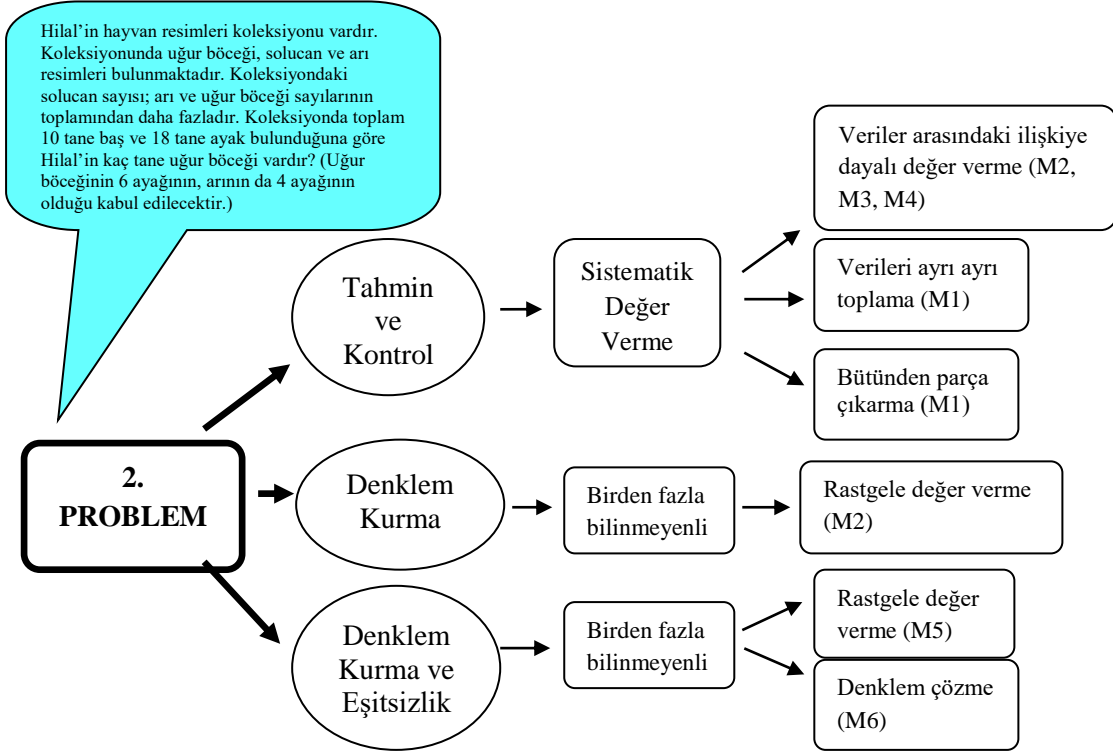 Hilal’in hayvan resimleri koleksiyonu vardır.
Koleksiyonunda uğur böceği, solucan ve arı
resimleri bulunmaktadır. Koleksiyondaki
solucan sayısı; arı ve uğur böceği sayılarının
toplamından daha fazladır. Koleksiyonda toplam
10 tane baş ve 18 tane ayak bulunduğuna göre
Hilal’in kaç tane uğur böceği vardır? (Uğur
böceğinin 6 ayağının, arının da 4 ayağının
olduğu kabul edilecektir.)
2.
PROBLEM
Tahmin
ve
Kontrol
Sistematik
Değer
Verme
Veriler arasındaki ilişkiye
dayalı değer verme (M2,
M3, M4)
Verileri ayrı ayrı
toplama (M1)
Bütünden parça
çıkarma (M1)
Denklem
Kurma
Birden fazla
bilinmeyenli
Rastgele değer verme
(M2)
Denklem
Kurma ve
Eşitsizlik
Birden fazla
bilinmeyenli
Rastgele değer
verme (M5)
Denklem çözme
(M6)